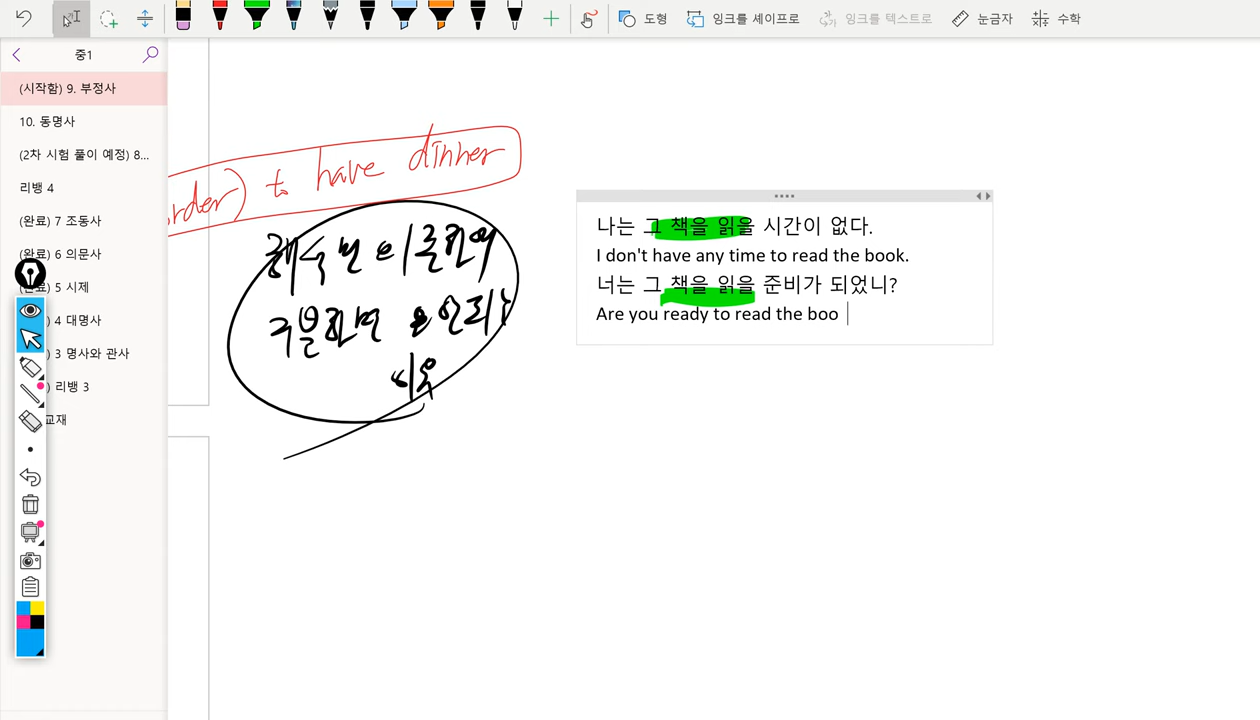 도형
잉크를 셰이프로
잉크를 텍스트로
눈금자
수학
중1
(시작함) 9. 부정사
10. 동명사
(2차 시험 풀이 예정) 8...
리뱅 4
(완료) 7 조동사
(완료) 6 의문사
5 시제
) 4 대명사
) 3 명사와 관사
) 리뱅 3
교재
order) to have dinner
나는 그 책을 읽을 시간이 없다.
I don't have any time to read the book.
너는 그 책을 읽을 준비가 되었니?
Are you ready to read the boo